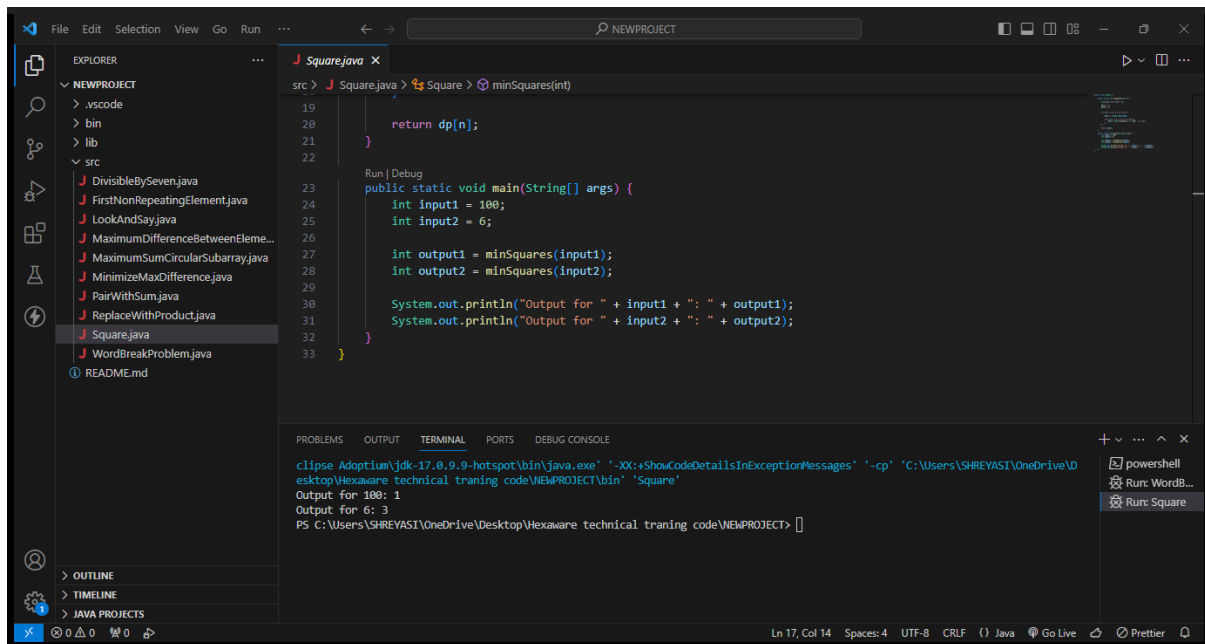 File Edit Selection View Go Run ··· NEWPROJECT
EXPLORER ···
NEWPROJECT
.vscode
bin
lib
src
J DivisibleBySeven.java
J FirstNonRepeatingElement.java
J LookAndSay.java
J MaximumDifferenceBetweenEleme...
J MaximumSumCircularSubarray.java
J MinimizeMaxDifference.java
J PairWithSum.java
J ReplaceWithProduct.java
J Square.java
J WordBreakProblem.java
README.md
OUTLINE
TIMELINE
JAVA PROJECTS
J Square.java
src > J Square.java > Square > minSquares(int)
19
20 return dp[n];
21 }
22
Run | Debug
23 public static void main(String[] args) {
24 int input1 = 100;
25 int input2 = 6;
26
27 int output1 = minSquares(input1);
28 int output2 = minSquares(input2);
29
30 System.out.println("Output for " + input1 + ": " + output1);
31 System.out.println("Output for " + input2 + ": " + output2);
32 }
33 }
PROBLEMS OUTPUT TERMINAL PORTS DEBUG CONSOLE
clipse Adoptium\jdk-17.0.9.9-hotspot\bin\java.exe' '-XX:+ShowCodeDetailsInExceptionMessages' '-cp' 'C:\Users\SHREYASI\OneDrive\D
esktop\Hexaware technical traning code\NEWPROJECT\bin' 'Square'
Output for 100: 1
Output for 6: 3
PS C:\Users\SHREYASI\OneDrive\Desktop\Hexaware technical traning code\NEWPROJECT>
powershell
Run: WordB...
Run: Square
1
0 0 0 Ln 17, Col 14 Spaces: 4 UTF-8 CRLF {} Java Go Live Prettier